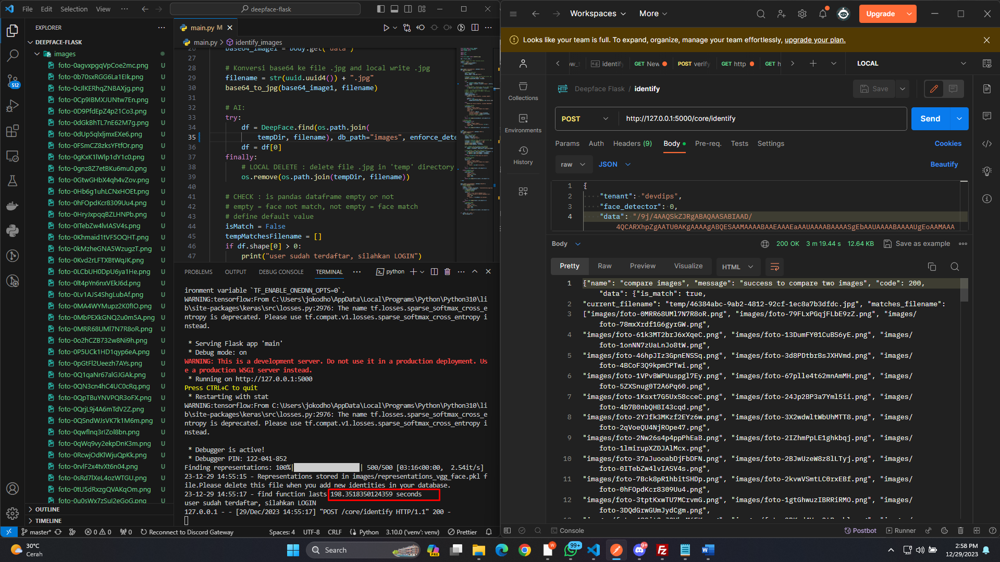 File Edit Selection View ··· deepface-flask
EXPLORER
DEEPFACE-FLASK
images
foto-0agvxpgqVpCoe2mc.png U
foto-0b70sxRGG6La1EIk.png U
foto-0cJlKERhqZNBAXjg.png U
foto-0Cp9IBMXJUNtw7En.png U
foto-0D9PfdEpZ4p21Co3.png U
foto-0dGkBhTL7nE62M7g.png U
foto-0dUp5qlxljmxEXe6.png U
foto-0FSmCZ8zksYFtfOr.png U
foto-0gKxK1lWlp1dY1c0.png U
foto-0gnz8Z7etBKu6mu0.png U
foto-0GtwGHbX4qh4vZov.png U
foto-0Hb6g1uhLCNxHOEt.png U
foto-0hFOpdKcr8309Uu4.png U
foto-0HryJxpqqBZLHNPb.png U
foto-0ITebZw4lvIASV4s.png U
foto-0Khmaid1tVF5OQHT.png U
foto-0kMzheGNA5WzugzT.png U
foto-0Kvd2rLFTXBtWqJK.png U
foto-0LCbUH0DpU6ya1He.png U
foto-0lt4pYn6nxVEkJ6d.png U
foto-0Lv1AJS4ShgLubAf.png U
foto-0MA4WYMupz2K0flO.png U
foto-0MbPEXkGNQ2u0m5A.png U
foto-0MRR68UMl7N7R8oR.png U
foto-0o2hCZB732w8Ni9h.png U
foto-0P5UCk1HD1qyp6eA.png U
foto-0pGtFl2Ueezh7AYs.png U
foto-0Q1qaNr67alGJGAk.png U
foto-0QN3cn4hC4UC0cRq.png U
foto-0QpTBuYNVPQR3oFX.png U
foto-0QrjL9j4A6mTdV2Z.png U
foto-0QSndWJsVK7k1M6m.png U
foto-0qwflnq3rIZol8bn.png U
foto-0qWq9vy2ekpDnK3m.png U
foto-0RcwjOdKlWjuQpKk.png U
foto-0rvlF2x4tvXt6n04.png U
foto-0sRd7lXeL4ozWTGU.png U
foto-0tU5dRxzgQVAKqOm.png U
foto-0u0sWx7zSuI2eGoG.png U
OUTLINE
TIMELINE
512
main.py M
main.py > identify_images
26 base64_image1 = body.get("data")
27
28 # Konversi base64 ke file .jpg and local write .jpg
29 filename = str(uuid.uuid4()) + ".jpg"
30 base64_to_jpg(base64_image1, filename)
31
32 # AI:
33 try:
34 df = DeepFace.find(os.path.join(
35 tempDir, filename), db_path="images", enforce_dete
36 df = df[0]
37 finally:
38 # LOCAL DELETE : delete file .jpg in 'temp' directory
39 os.remove(os.path.join(tempDir, filename))
40
41 # CHECK : is pandas dataframe empty or not
42 # empty = face not match, not empty = face match
43 # define default value
44 isMatch = False
45 tempMatchesFilename = []
46 if df.shape[0] > 0:
47 print("user sudah terdaftar, silahkan LOGIN")
PROBLEMS OUTPUT DEBUG CONSOLE TERMINAL ··· python
ironment variable `TF_ENABLE_ONEDNN_OPTS=0`.
WARNING:tensorflow:From C:\Users\jokodho\AppData\Local\Programs\Python\Python310\li
b\site-packages\keras\src\losses.py:2976: The name tf.losses.sparse_softmax_cross_e
ntropy is deprecated. Please use tf.compat.v1.losses.sparse_softmax_cross_entropy i
nstead.
* Serving Flask app 'main'
* Debug mode: on
WARNING: This is a development server. Do not use it in a production deployment. Us
e a production WSGI server instead.
* Running on http://127.0.0.1:5000
Press CTRL+C to quit
* Restarting with stat
WARNING:tensorflow:From C:\Users\jokodho\AppData\Local\Programs\Python\Python310\li
b\site-packages\keras\src\losses.py:2976: The name tf.losses.sparse_softmax_cross_e
ntropy is deprecated. Please use tf.compat.v1.losses.sparse_softmax_cross_entropy i
nstead.
* Debugger is active!
* Debugger PIN: 122-041-852
Finding representations: 100%| | 500/500 [03:16<00:00, 2.54it/s]
23-12-29 14:55:15 - Representations stored in images/representations_vgg_face.pkl f
ile.Please delete this file when you add new identities in your database.
23-12-29 14:55:17 - find function lasts 198.3518350124359 seconds
user sudah terdaftar, silahkan LOGIN
127.0.0.1 - - [29/Dec/2023 14:55:17] "POST /core/identify HTTP/1.1" 200 -
master* 0 0 0 Reconnect to Discord Gateway Spaces: 4 UTF-8 CRLF Python 3.10.0 ('venv': venv) Prettier
Workspaces More Upgrade
Looks like your team is full. To expand, organize, manage your team effortlessly, upgrade your plan.
identify GET New POST verify GET http GET h LOCAL
Collections
Environments
History
HTTP Deepface Flask / identify Save
POST http://127.0.0.1:5000/core/identify Send
Params Auth Headers (9) Body Pre-req. Tests Settings Cookies
raw JSON Beautify
1 {
2 "tenant": "devdips",
3 "face_detector": 0,
4 "data": "/9j/4AAQSkZJRgABAQAASABIAAD/
4QCARXhpZgAATU0AKgAAAAgABQESAAMAAAABAAEAAAEaAAUAAAABAAAASgEbAAUAAAABAAAAUgEoAAMAAA
Body 200 OK 3 m 19.44 s 12.64 KB Save as example
Pretty Raw Preview Visualize HTML
1 {"name": "compare images", "message": "success to compare two images", "code": 200,
"data": {"is_match": true,
2 "current_filename": "temp/46384abc-9ab2-4812-92cf-1ec8a7b3dfdc.jpg", "matches_filename":
3 ["images/foto-0MRR68UMl7N7R8oR.png", "images/foto-79FLxPGqjFLbE9zZ.png", "images/
foto-78mxXrdf1G6gyrGW.png",
4 "images/foto-61k3MT2brJ6xXqeC.png", "images/foto-13DumFY01CuBS6yE.png", "images/
foto-1onNN7zUaLnJo8tW.png",
5 "images/foto-46hpJIz3GpnENSSq.png", "images/foto-3d8PDtbrBsJXHVmd.png", "images/
foto-4BCoF3Q9kpmCPTwi.png",
6 "images/foto-1VPvBWPUuspgl7Ey.png", "images/foto-67plle4t62mnAmMH.png", "images/
foto-5ZXSnug0T2A6Pq60.png",
7 "images/foto-1Ksxt7G5Ux58cceC.png", "images/foto-24Jp2BP3a7Yml5ii.png", "images/
foto-4b7B0nbQHBI43cqd.png",
8 "images/foto-2YJfk3MKzf2EYz6w.png", "images/foto-3X2wdwltWbUhMTT8.png", "images/
foto-2qVoeQU4NjROpe47.png",
9 "images/foto-2Nw26s4p4ppPhEaB.png", "images/foto-2IZhmPpLE1ghkbqj.png", "images/
foto-1lmirupXZDJAlMcx.png",
10 "images/foto-37aJuooabDjFbDFN.png", "images/foto-2BJwUzeW8z8lLTyj.png", "images/
foto-0ITebZw4lvIASV4s.png",
11 "images/foto-7Bck8pR1hbitSHDp.png", "images/foto-2kvwVSmtLC0rxEBf.png", "images/
foto-0hFOpdKcr8309Uu4.png",
12 "images/foto-3tptKxwTU7MCrvmG.png", "images/foto-1gtGhwuzIBRRiRMO.png", "images/
foto-3DQdGrwGUmJydCgm.png",
Console Postbot Runner
30°C
Cerah
Search PRE 99+ 9+
2:58 PM
12/29/2023